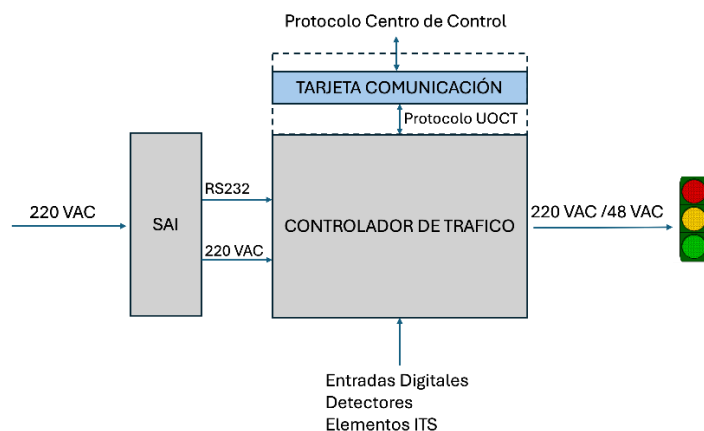 Protocolo Centro de Control
TARJETA COMUNICACIÓN
Protocolo UOCT
RS232
220 VAC
SAI
CONTROLADOR DE TRAFICO
220 VAC /48 VAC
220 VAC
Entradas Digitales
Detectores
Elementos ITS